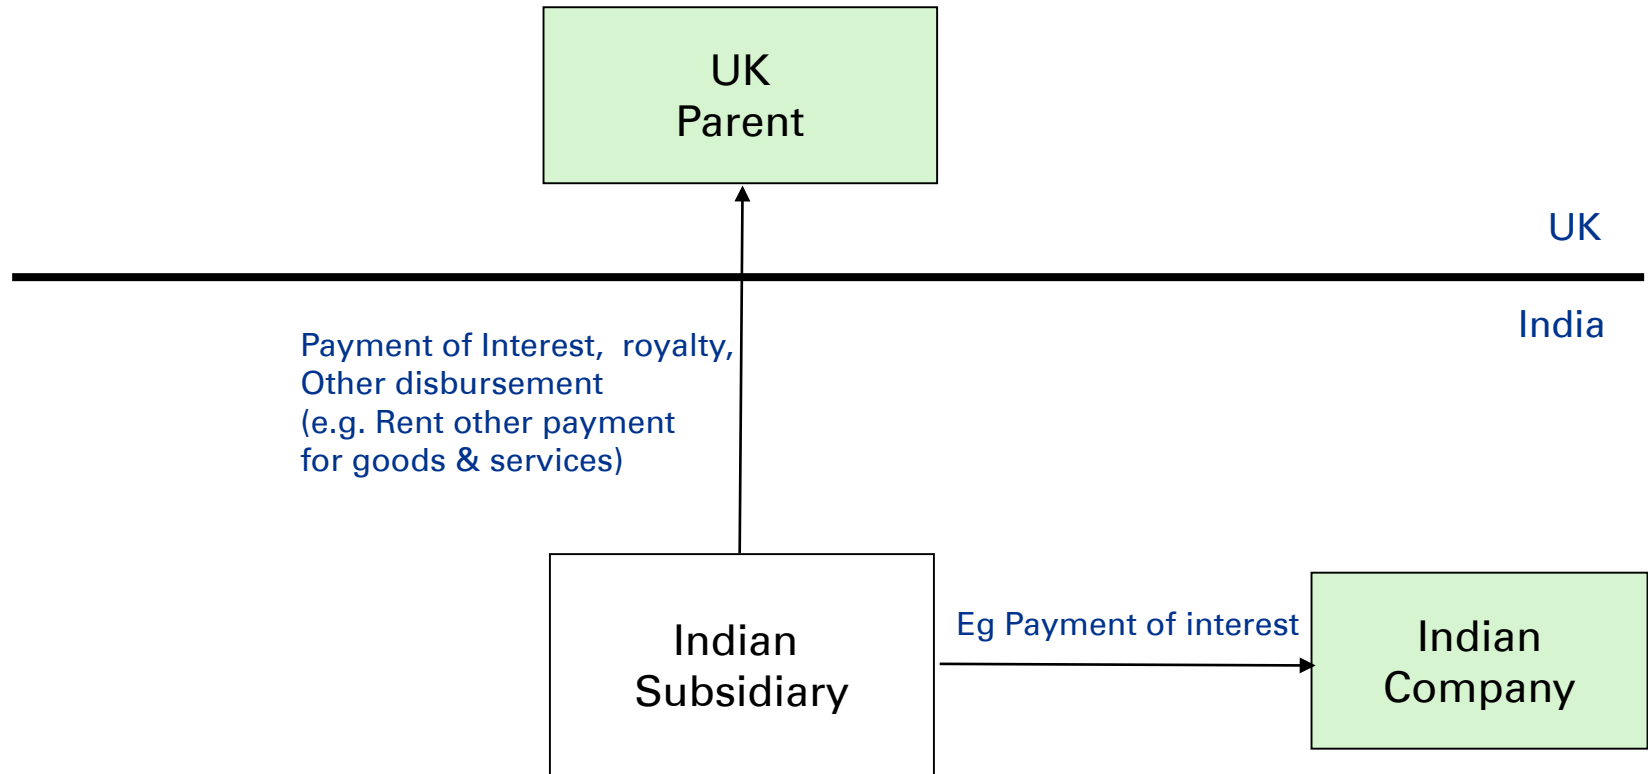 UK
Parent
UK
India
Payment of Interest, royalty,
Other disbursement
(e.g. Rent other payment
for goods & services)
Indian
Subsidiary
Eg Payment of interest
Indian
Company